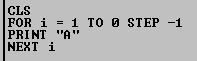 CLS
FOR i = 1 TO 0 STEP -1
PRINT "A"
NEXT i